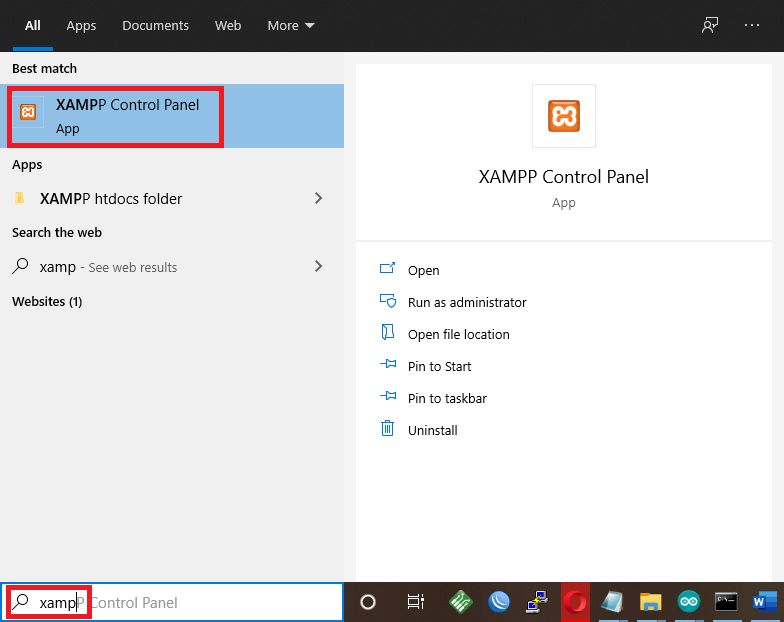 All Apps Documents Web More
Best match
XAMPP Control Panel
App
Apps
XAMPP htdocs folder
Search the web
xamp - See web results
Websites (1)
XAMPP Control Panel
App
Open
Run as administrator
Open file location
Pin to Start
Pin to taskbar
Uninstall
xampP Control Panel